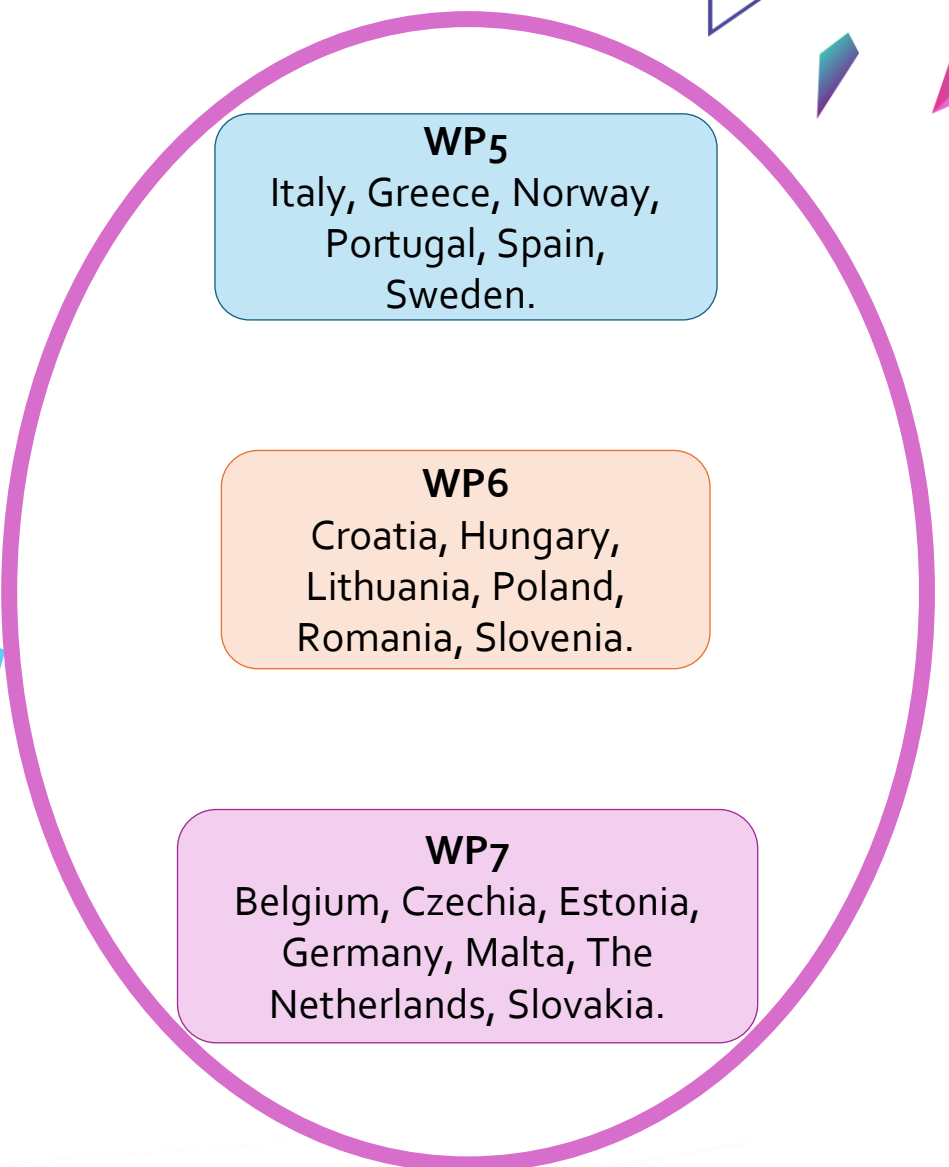 WP5
Italy, Greece, Norway,
Portugal, Spain,
Sweden.
WP6
Croatia, Hungary,
Lithuania, Poland,
Romania, Slovenia.
WP7
Belgium, Czechia, Estonia,
Germany, Malta, The
Netherlands, Slovakia.